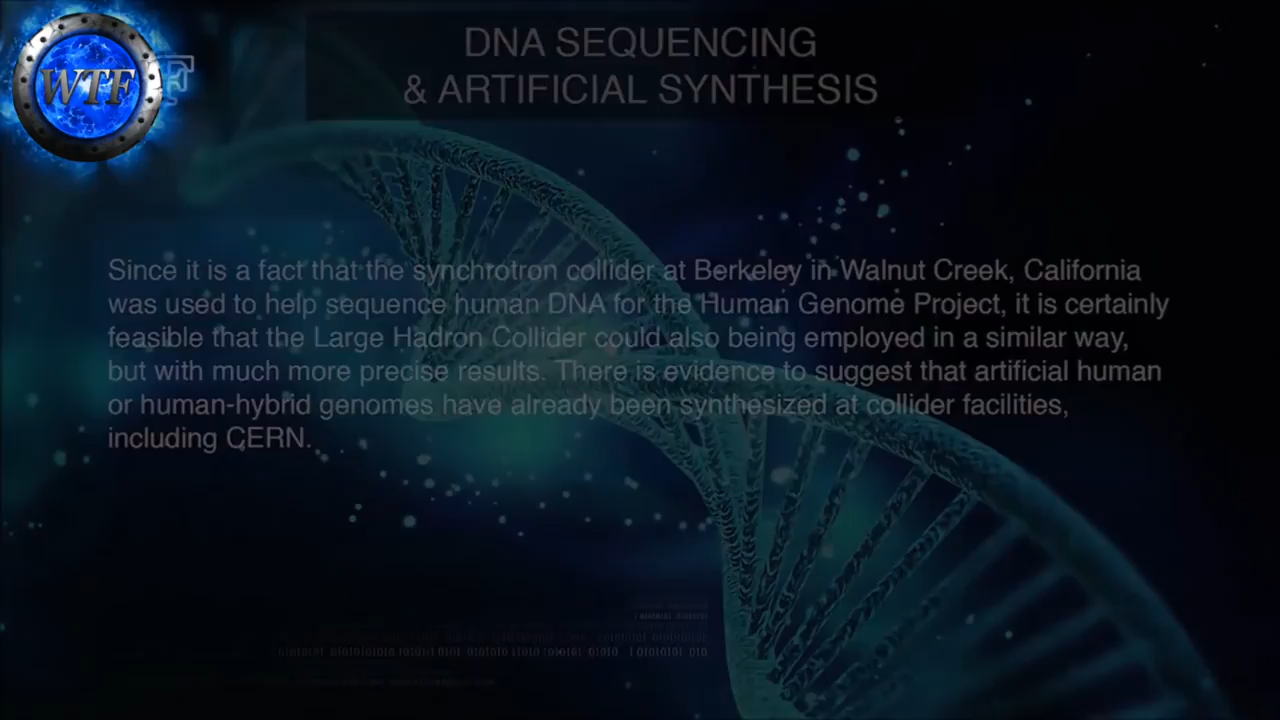 WTF
F
DNA SEQUENCING
& ARTIFICIAL SYNTHESIS
Since it is a fact that the synchrotron collider at Berkeley in Walnut Creek, California
was used to help sequence human DNA for the Human Genome Project, it is certainly
feasible that the Large Hadron Collider could also being employed in a similar way,
but with much more precise results. There is evidence to suggest that artificial human
or human-hybrid genomes have already been synthesized at collider facilities,
including CERN.